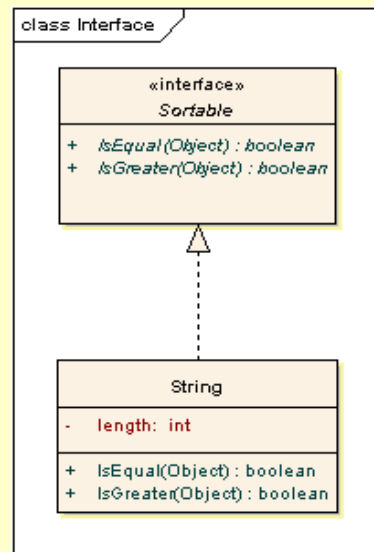 class Interface
«interface»
Sortable
+ IsEqual(Object) : boolean
+ IsGreater(Object) : boolean
String
- length: int
+ IsEqual(Object) : boolean
+ IsGreater(Object) : boolean